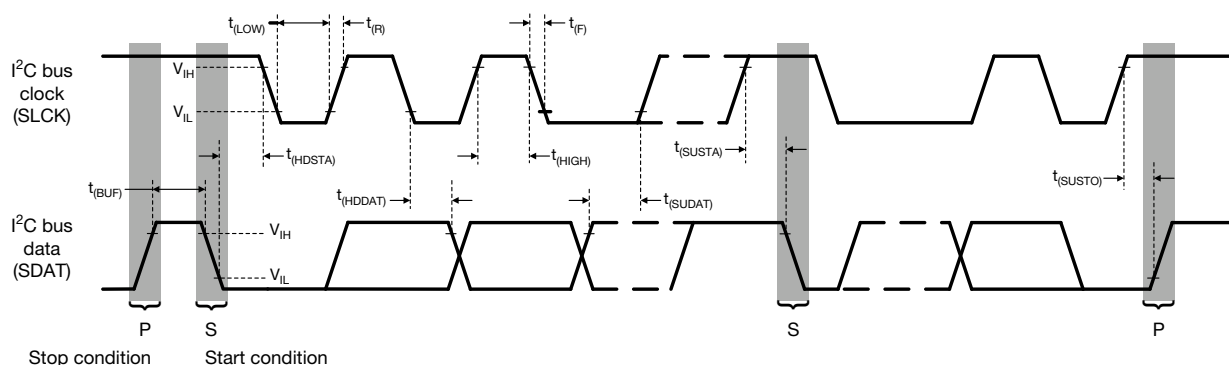 t(LOW) t(R) t(F)
I²C bus
clock
(SLCK)
VIH
VIL
t(HDSTA) t(HIGH) t(SUSTA)
t(BUF) t(HDDAT) t(SUDAT) t(SUSTO)
I²C bus
data
(SDAT)
VIH
VIL
P S S P
Stop condition Start condition